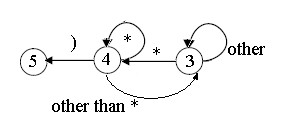 ) * * other
5 4 3
other than *